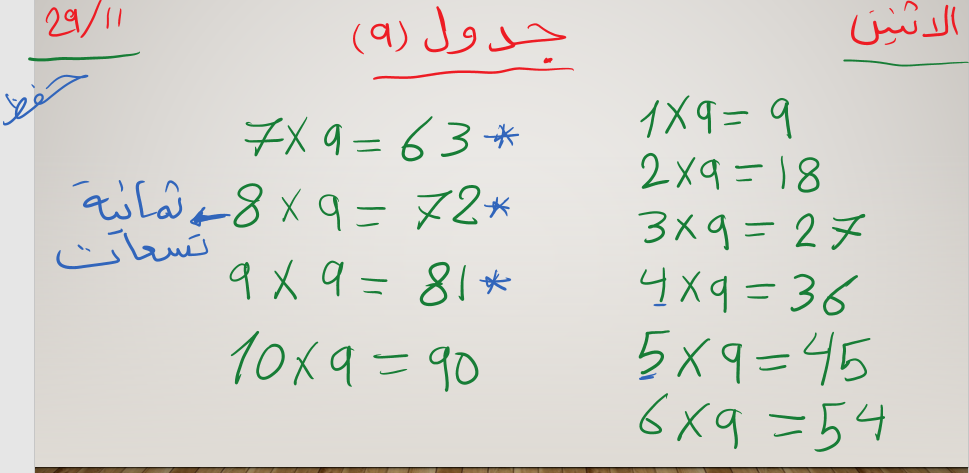 الاثنين
جدول (9)
29/11
حفظ
1×9=9
2×9=18
3×9=27
4×9=36
5×9=45
6×9=54
7×9=63*
8×9=72*
ثمانية
تسعات
9×9=81*
10×9=90